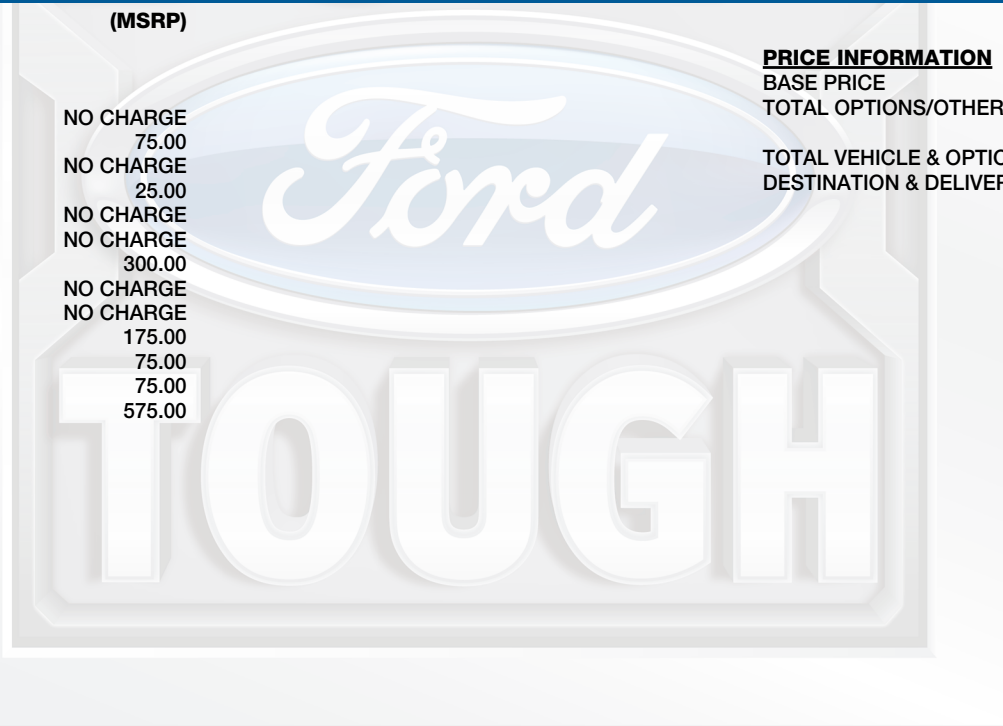 (MSRP)
NO CHARGE
75.00
NO CHARGE
25.00
NO CHARGE
NO CHARGE
300.00
NO CHARGE
NO CHARGE
175.00
75.00
75.00
575.00
PRICE INFORMATION
BASE PRICE
TOTAL OPTIONS/OTHER
TOTAL VEHICLE & OPTIO
DESTINATION & DELIVER
Ford
TOUGH